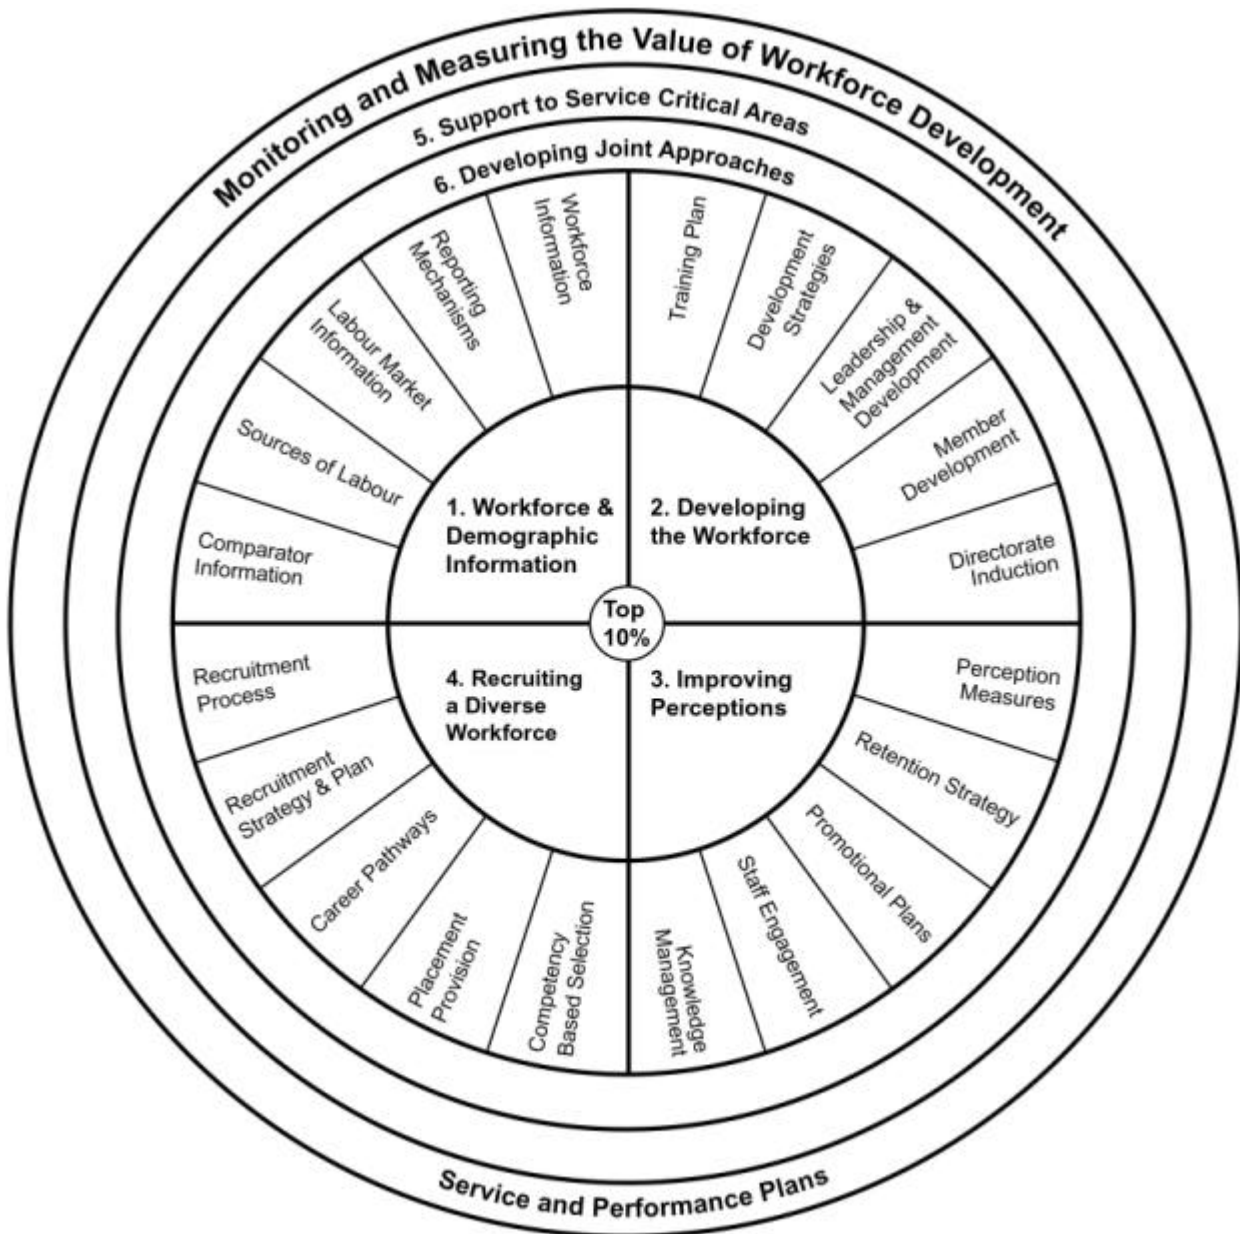 Monitoring and Measuring the Value of Workforce Development
5. Support to Service Critical Areas
6. Developing Joint Approaches
Workforce
Information
Reporting
Mechanisms
Labour Market
Information
Sources of Labour
Comparator
Information
Training Plan
Development
Strategies
Leadership &
Management
Development
Member
Development
Directorate
Induction
1. Workforce &
Demographic
Information
2. Developing
the Workforce
Top
10%
4. Recruiting
a Diverse
Workforce
3. Improving
Perceptions
Recruitment
Process
Recruitment
Strategy & Plan
Career Pathways
Placement
Provision
Competency
Based Selection
Perception
Measures
Retention Strategy
Promotional Plans
Staff Engagement
Knowledge
Management
Service and Performance Plans